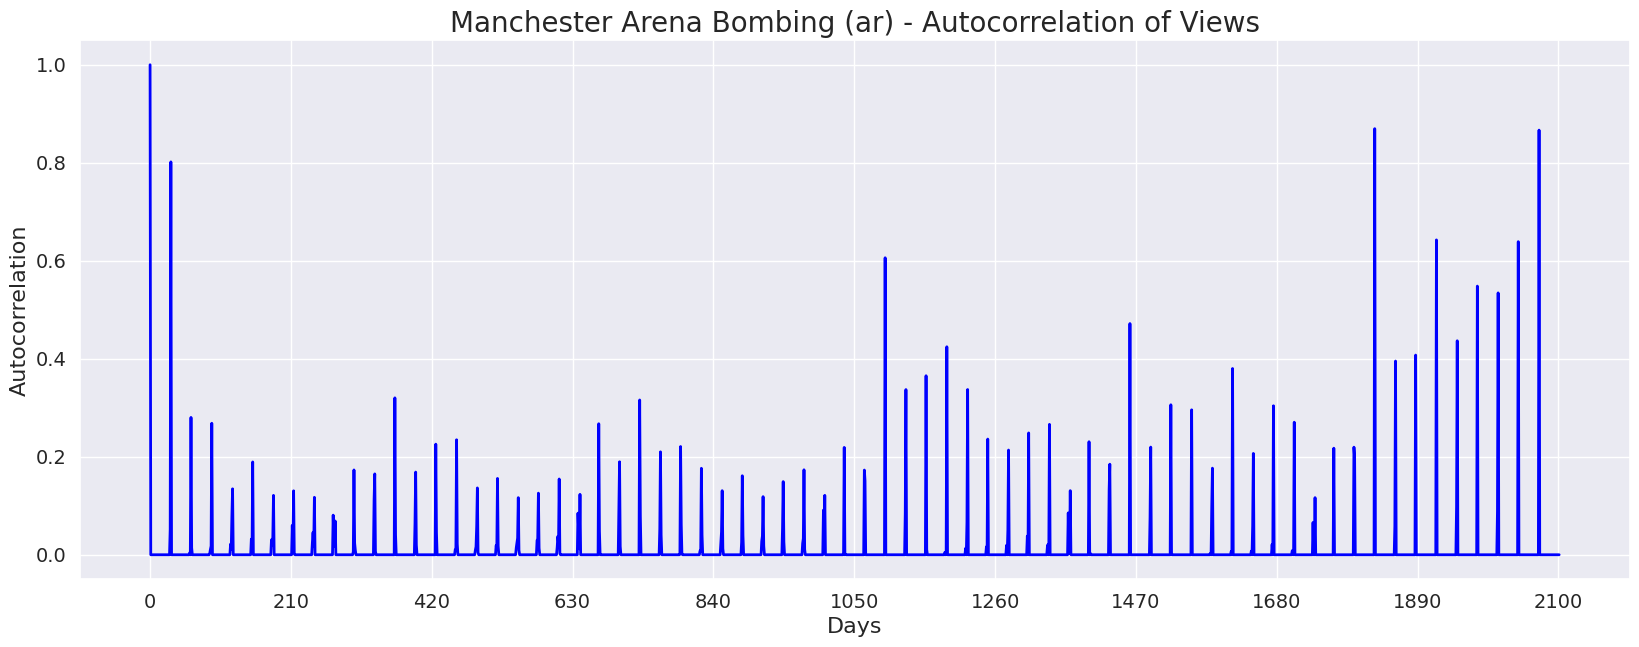 Manchester Arena Bombing (ar) - Autocorrelation of Views
1.0
0.8
0.6
0.4
0.2
0.0
Autocorrelation
0 210 420 630 840 1050 1260 1470 1680 1890 2100
Days